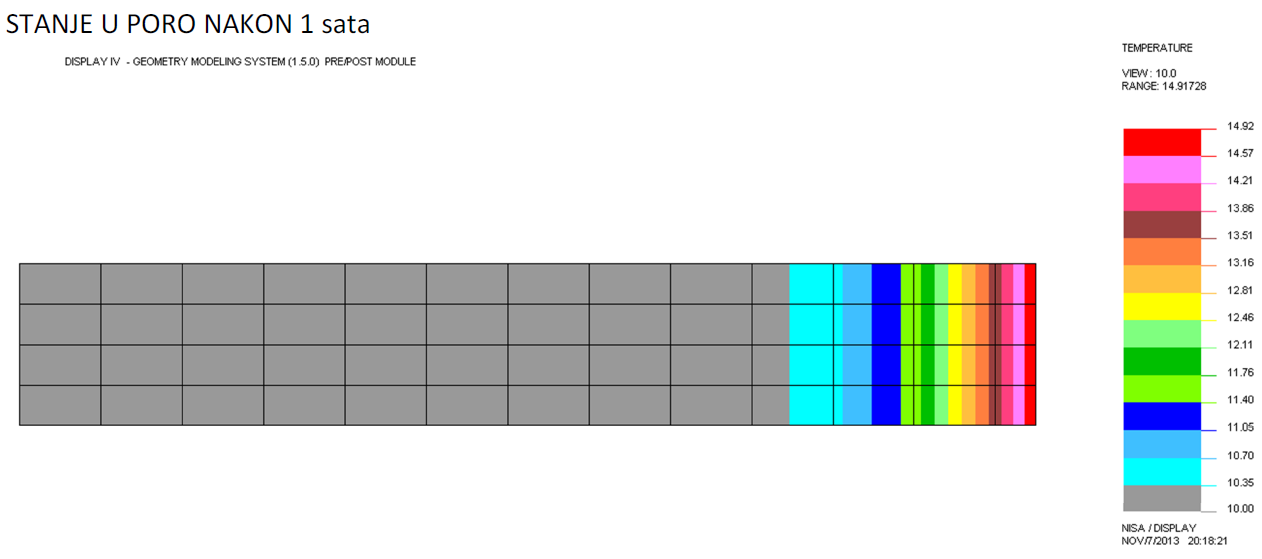 STANJE U PORO NAKON 1 sata
DISPLAY IV - GEOMETRY MODELING SYSTEM (1.5.0) PRE/POST MODULE
TEMPERATURE
VIEW : 10.0
RANGE: 14.91728
14.92
14.57
14.21
13.86
13.51
13.16
12.81
12.46
12.11
11.76
11.40
11.05
10.70
10.35
10.00
NISA / DISPLAY
NOV/7/2013 20:18:21